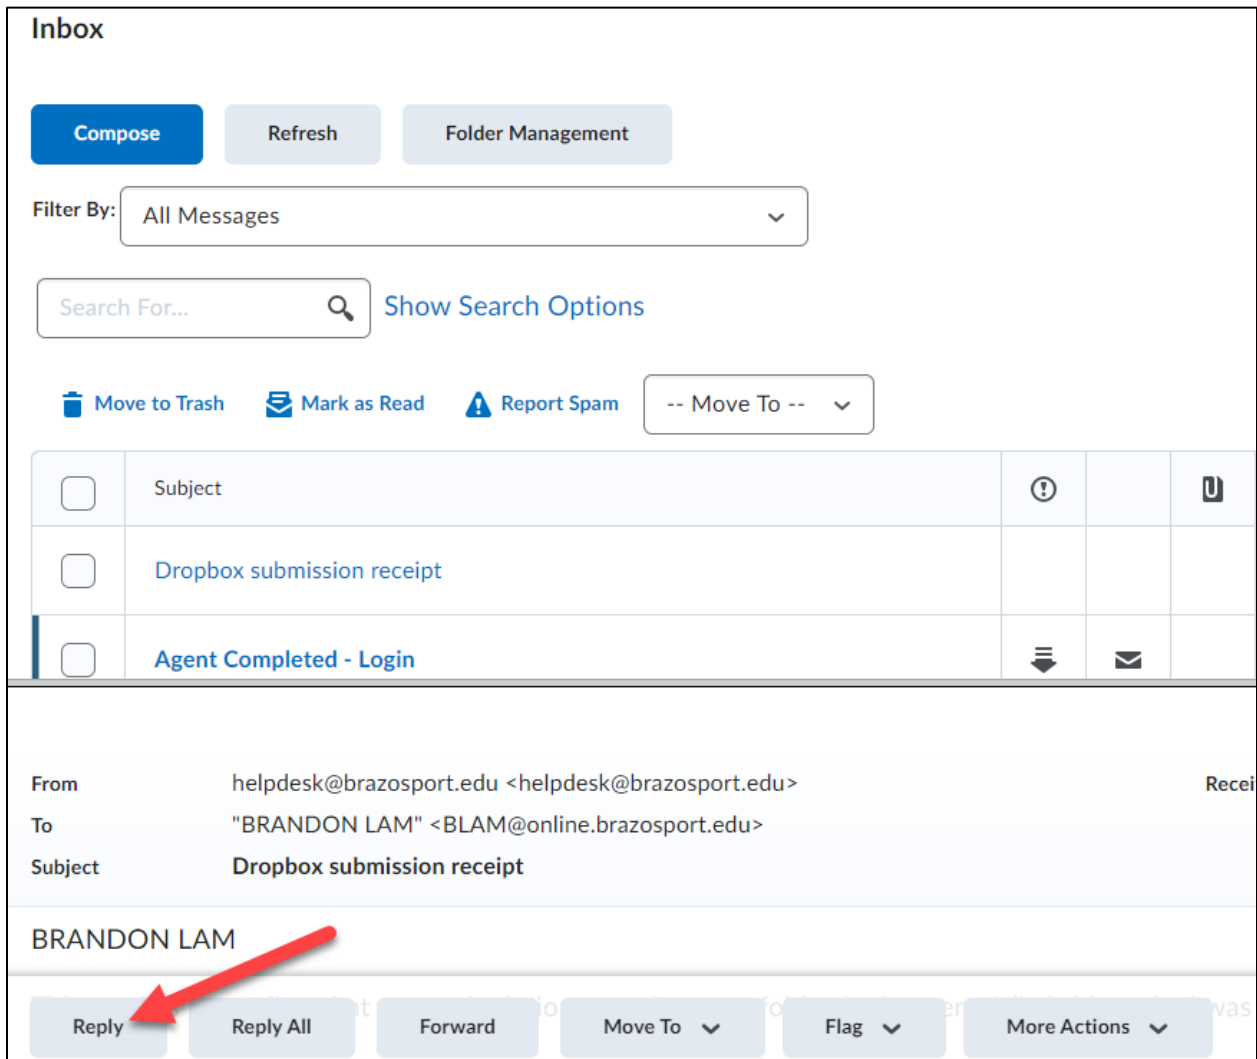 Inbox
Compose Refresh Folder Management
Filter By: All Messages
Search For... Show Search Options
Move to Trash Mark as Read Report Spam -- Move To --
Subject
Dropbox submission receipt
Agent Completed - Login
From helpdesk@brazosport.edu <helpdesk@brazosport.edu> Recei
To "BRANDON LAM" <BLAM@online.brazosport.edu>
Subject Dropbox submission receipt
BRANDON LAM
was
Reply Reply All Forward Move To Flag More Actions